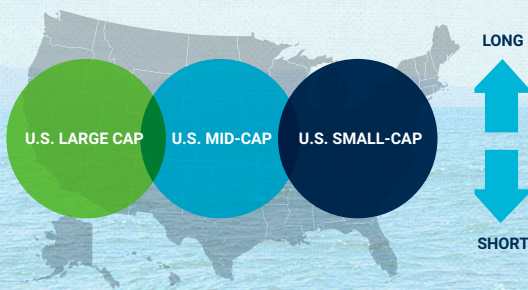 LONG
U.S. LARGE CAP
U.S. MID-CAP
U.S. SMALL-CAP
SHORT